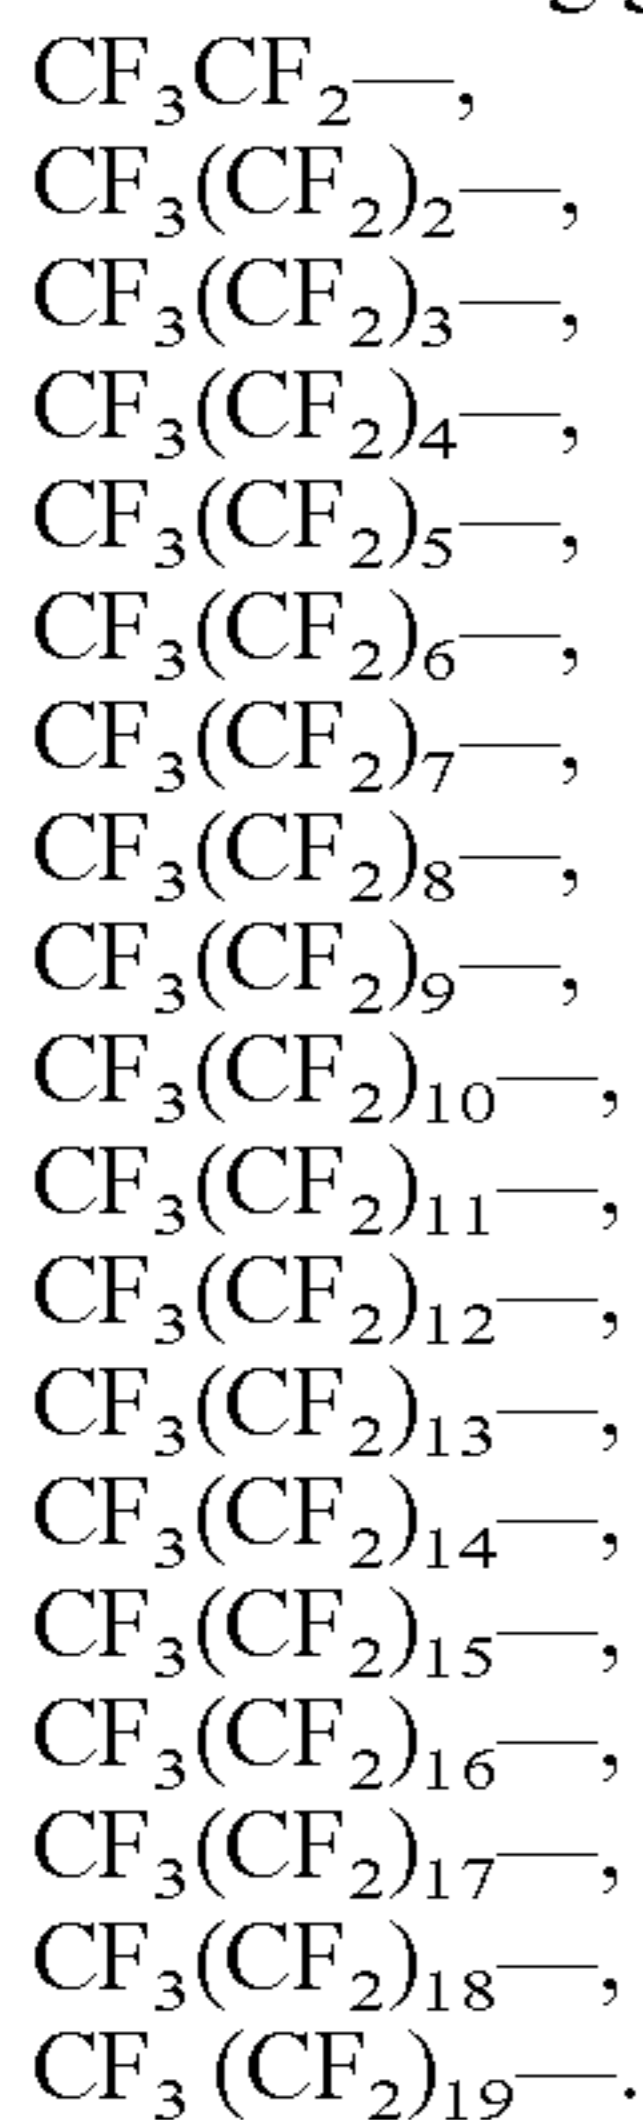 CF₃CF₂—,
CF₃(CF₂)₂—,
CF₃(CF₂)₃—,
CF₃(CF₂)₄—,
CF₃(CF₂)₅—,
CF₃(CF₂)₆—,
CF₃(CF₂)₇—,
CF₃(CF₂)₈—,
CF₃(CF₂)₉—,
CF₃(CF₂)₁₀—,
CF₃(CF₂)₁₁—,
CF₃(CF₂)₁₂—,
CF₃(CF₂)₁₃—,
CF₃(CF₂)₁₄—,
CF₃(CF₂)₁₅—,
CF₃(CF₂)₁₆—,
CF₃(CF₂)₁₇—,
CF₃(CF₂)₁₈—,
CF₃ (CF₂)₁₉—.